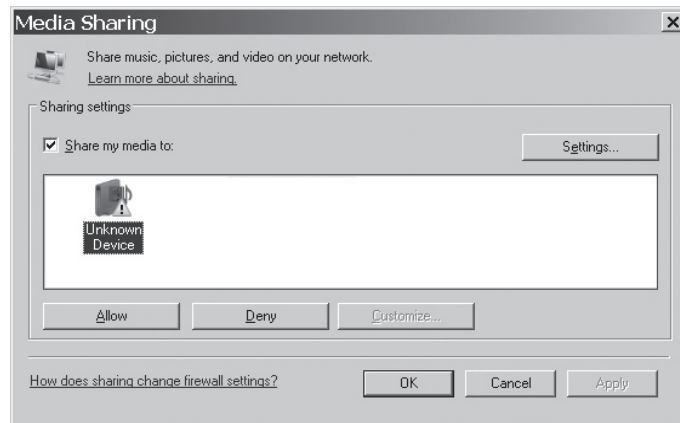 Media Sharing
Share music, pictures, and video on your network.
Learn more about sharing.
Sharing settings
Share my media to:
Settings...
Unknown
Device
Allow
Deny
Customize...
How does sharing change firewall settings?
OK
Cancel
Apply